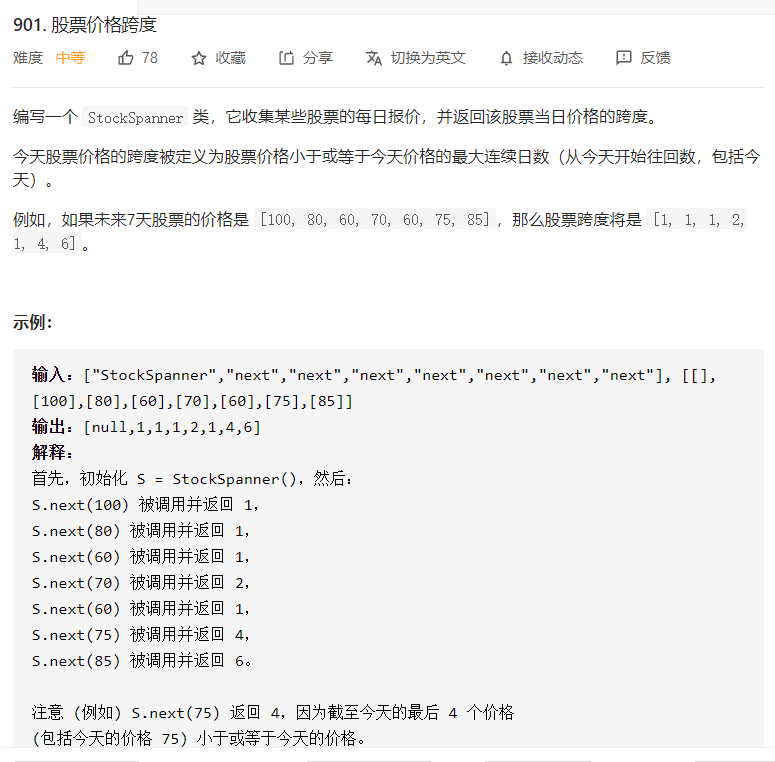 901. 股票价格跨度
难度 中等 78 收藏 分享 切换为英文 接收动态 反馈
编写一个 StockSpanner 类，它收集某些股票的每日报价，并返回该股票当日价格的跨度。
今天股票价格的跨度被定义为股票价格小于或等于今天价格的最大连续日数（从今天开始往回数，包括今
天）。
例如，如果未来7天股票的价格是 [100, 80, 60, 70, 60, 75, 85]，那么股票跨度将是 [1, 1, 1, 2,
1, 4, 6]。
示例：
输入：["StockSpanner","next","next","next","next","next","next","next"], [[],
[100],[80],[60],[70],[60],[75],[85]]
输出：[null,1,1,1,2,1,4,6]
解释：
首先，初始化 S = StockSpanner()，然后：
S.next(100) 被调用并返回 1，
S.next(80) 被调用并返回 1，
S.next(60) 被调用并返回 1，
S.next(70) 被调用并返回 2，
S.next(60) 被调用并返回 1，
S.next(75) 被调用并返回 4，
S.next(85) 被调用并返回 6。
注意 (例如) S.next(75) 返回 4，因为截至今天的最后 4 个价格
(包括今天的价格 75) 小于或等于今天的价格。